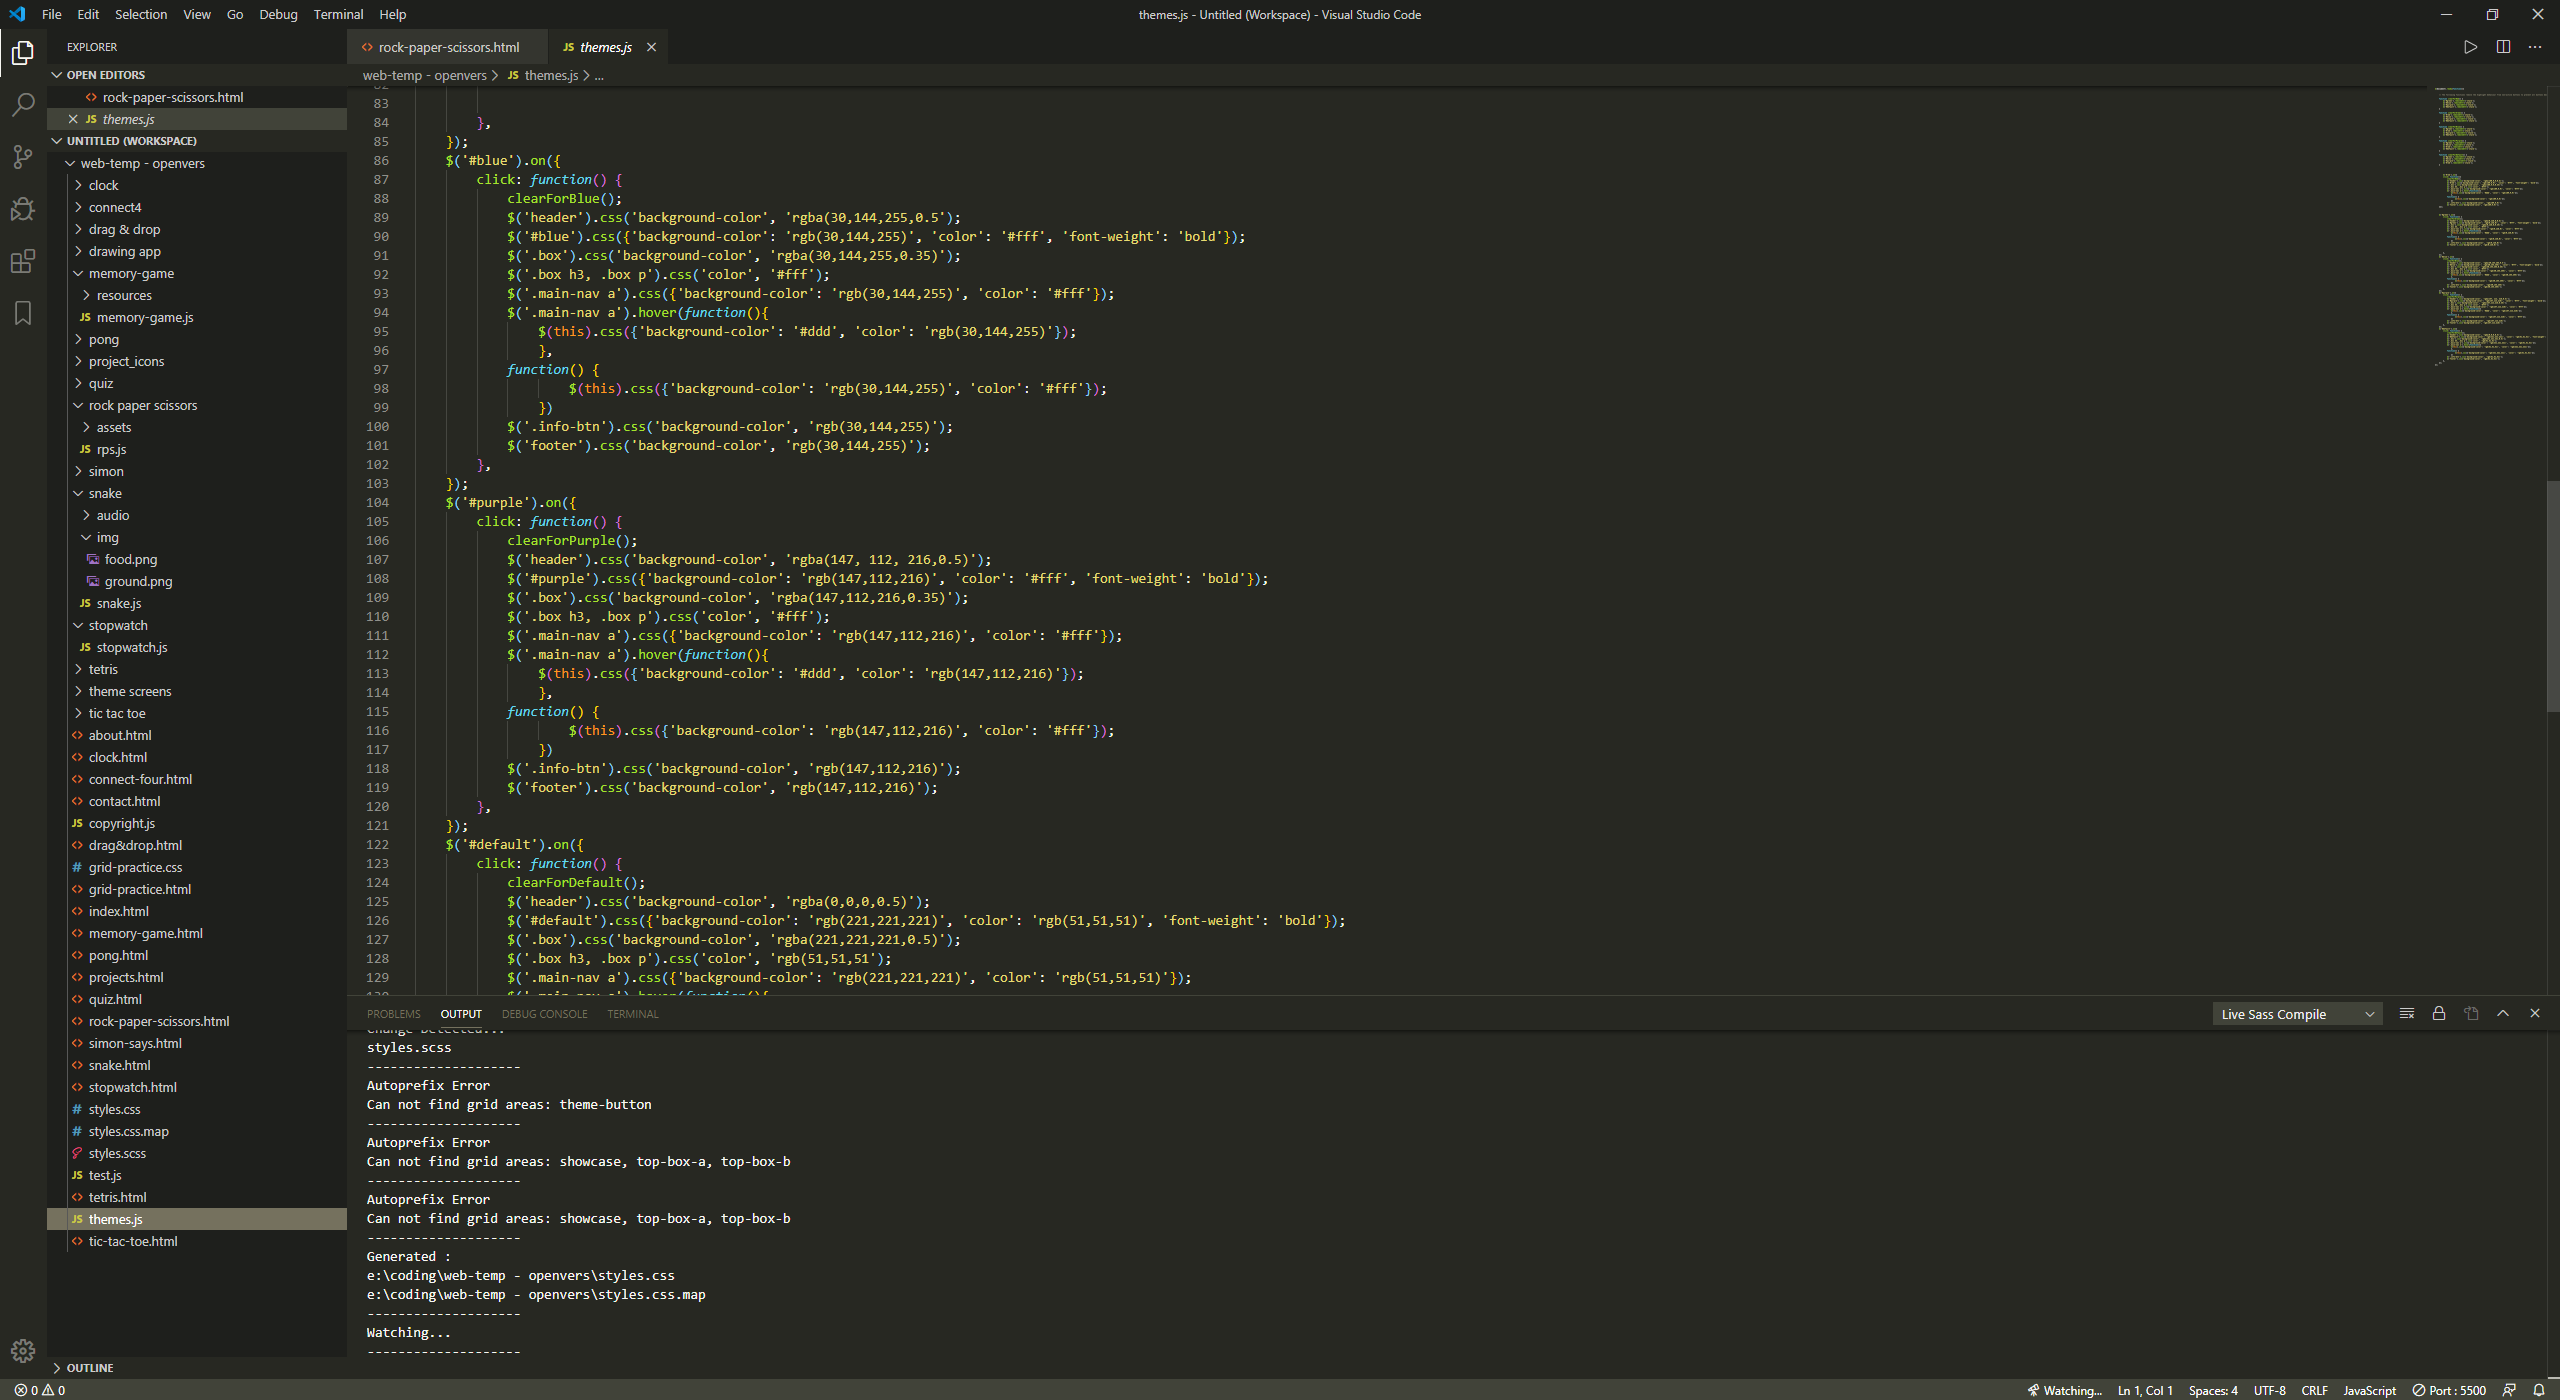 File Edit Selection View Go Debug Terminal Help
themes.js - Untitled (Workspace) - Visual Studio Code
EXPLORER
OPEN EDITORS
rock-paper-scissors.html
JS themes.js
UNTITLED (WORKSPACE)
web-temp - openvers
clock
connect4
drag & drop
drawing app
memory-game
resources
JS memory-game.js
pong
project_icons
quiz
rock paper scissors
assets
JS rps.js
simon
snake
audio
img
food.png
ground.png
JS snake.js
stopwatch
JS stopwatch.js
tetris
theme screens
tic tac toe
about.html
clock.html
connect-four.html
contact.html
JS copyright.js
drag&drop.html
# grid-practice.css
grid-practice.html
index.html
memory-game.html
pong.html
projects.html
quiz.html
rock-paper-scissors.html
simon-says.html
snake.html
stopwatch.html
# styles.css
# styles.css.map
styles.scss
JS test.js
tetris.html
JS themes.js
tic-tac-toe.html
OUTLINE
rock-paper-scissors.html JS themes.js
web-temp - openvers > JS themes.js > ...
82
83
84 },
85 });
86 $('#blue').on({
87 click: function() {
88 clearForBlue();
89 $('header').css('background-color', 'rgba(30,144,255,0.5');
90 $('#blue').css({'background-color': 'rgb(30,144,255)', 'color': '#fff', 'font-weight': 'bold'});
91 $('.box').css('background-color', 'rgba(30,144,255,0.35)');
92 $('.box h3, .box p').css('color', '#fff');
93 $('.main-nav a').css({'background-color': 'rgb(30,144,255)', 'color': '#fff'});
94 $('.main-nav a').hover(function(){
95 $(this).css({'background-color': '#ddd', 'color': 'rgb(30,144,255)'});
96 },
97 function() {
98 $(this).css({'background-color': 'rgb(30,144,255)', 'color': '#fff'});
99 })
100 $('.info-btn').css('background-color', 'rgb(30,144,255)');
101 $('footer').css('background-color', 'rgb(30,144,255)');
102 },
103 });
104 $('#purple').on({
105 click: function() {
106 clearForPurple();
107 $('header').css('background-color', 'rgba(147, 112, 216,0.5)');
108 $('#purple').css({'background-color': 'rgb(147,112,216)', 'color': '#fff', 'font-weight': 'bold'});
109 $('.box').css('background-color', 'rgba(147,112,216,0.35)');
110 $('.box h3, .box p').css('color', '#fff');
111 $('.main-nav a').css({'background-color': 'rgb(147,112,216)', 'color': '#fff'});
112 $('.main-nav a').hover(function(){
113 $(this).css({'background-color': '#ddd', 'color': 'rgb(147,112,216)'});
114 },
115 function() {
116 $(this).css({'background-color': 'rgb(147,112,216)', 'color': '#fff'});
117 })
118 $('.info-btn').css('background-color', 'rgb(147,112,216)');
119 $('footer').css('background-color', 'rgb(147,112,216)');
120 },
121 });
122 $('#default').on({
123 click: function() {
124 clearForDefault();
125 $('header').css('background-color', 'rgba(0,0,0,0.5)');
126 $('#default').css({'background-color': 'rgb(221,221,221)', 'color': 'rgb(51,51,51)', 'font-weight': 'bold'});
127 $('.box').css('background-color', 'rgba(221,221,221,0.5)');
128 $('.box h3, .box p').css('color', 'rgb(51,51,51');
129 $('.main-nav a').css({'background-color': 'rgb(221,221,221)', 'color': 'rgb(51,51,51)'});
130 $('.main-nav a').hover(function(){
PROBLEMS OUTPUT DEBUG CONSOLE TERMINAL
Live Sass Compile
Change Detected...
styles.scss
--------------------
Autoprefix Error
Can not find grid areas: theme-button
--------------------
Autoprefix Error
Can not find grid areas: showcase, top-box-a, top-box-b
--------------------
Autoprefix Error
Can not find grid areas: showcase, top-box-a, top-box-b
--------------------
Generated :
e:\coding\web-temp - openvers\styles.css
e:\coding\web-temp - openvers\styles.css.map
--------------------
Watching...
--------------------
0 0
Watching... Ln 1, Col 1 Spaces: 4 UTF-8 CRLF JavaScript Port : 5500